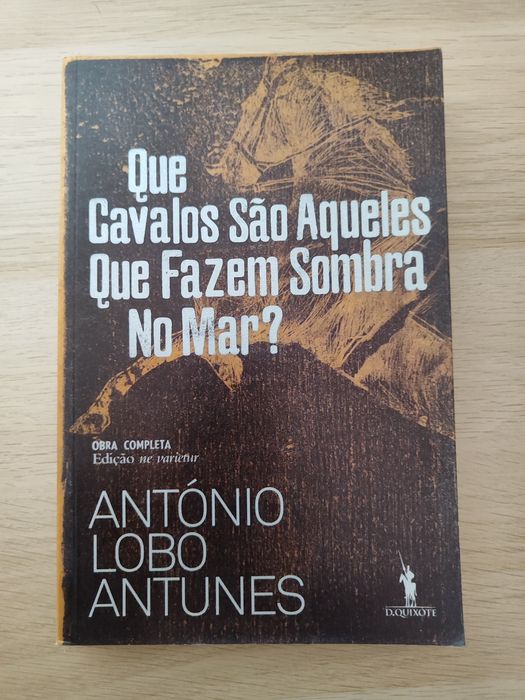 Que
Cavalos São Aqueles
Que Fazem Sombra
No Mar?
OBRA COMPLETA
Edição ne varietur
ANTÓNIO
LOBO
ANTUNES
D.QUIXOTE